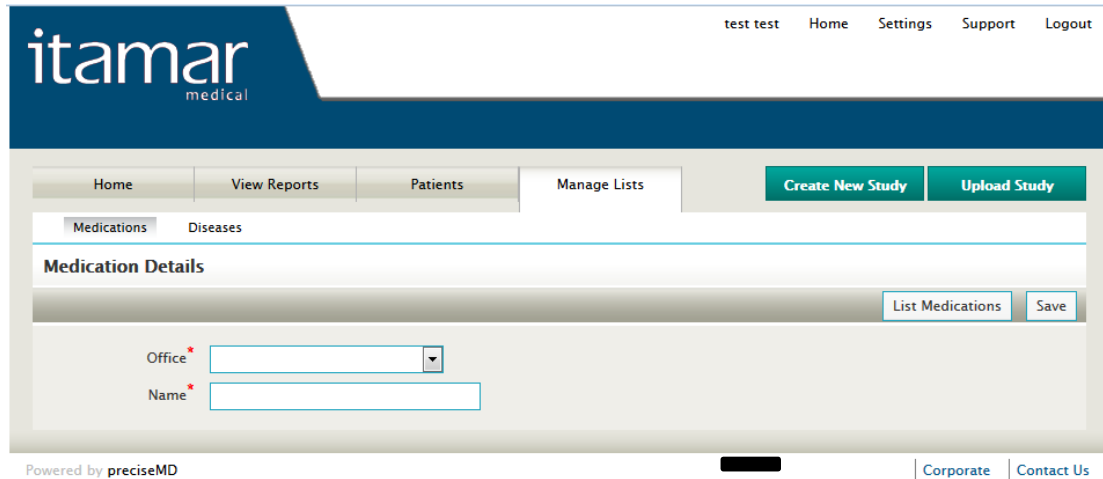 test test Home Settings Support Logout
itamar
medical
Home View Reports Patients Manage Lists Create New Study Upload Study
Medications Diseases
Medication Details
List Medications Save
Office*
Name*
Powered by preciseMD Corporate Contact Us